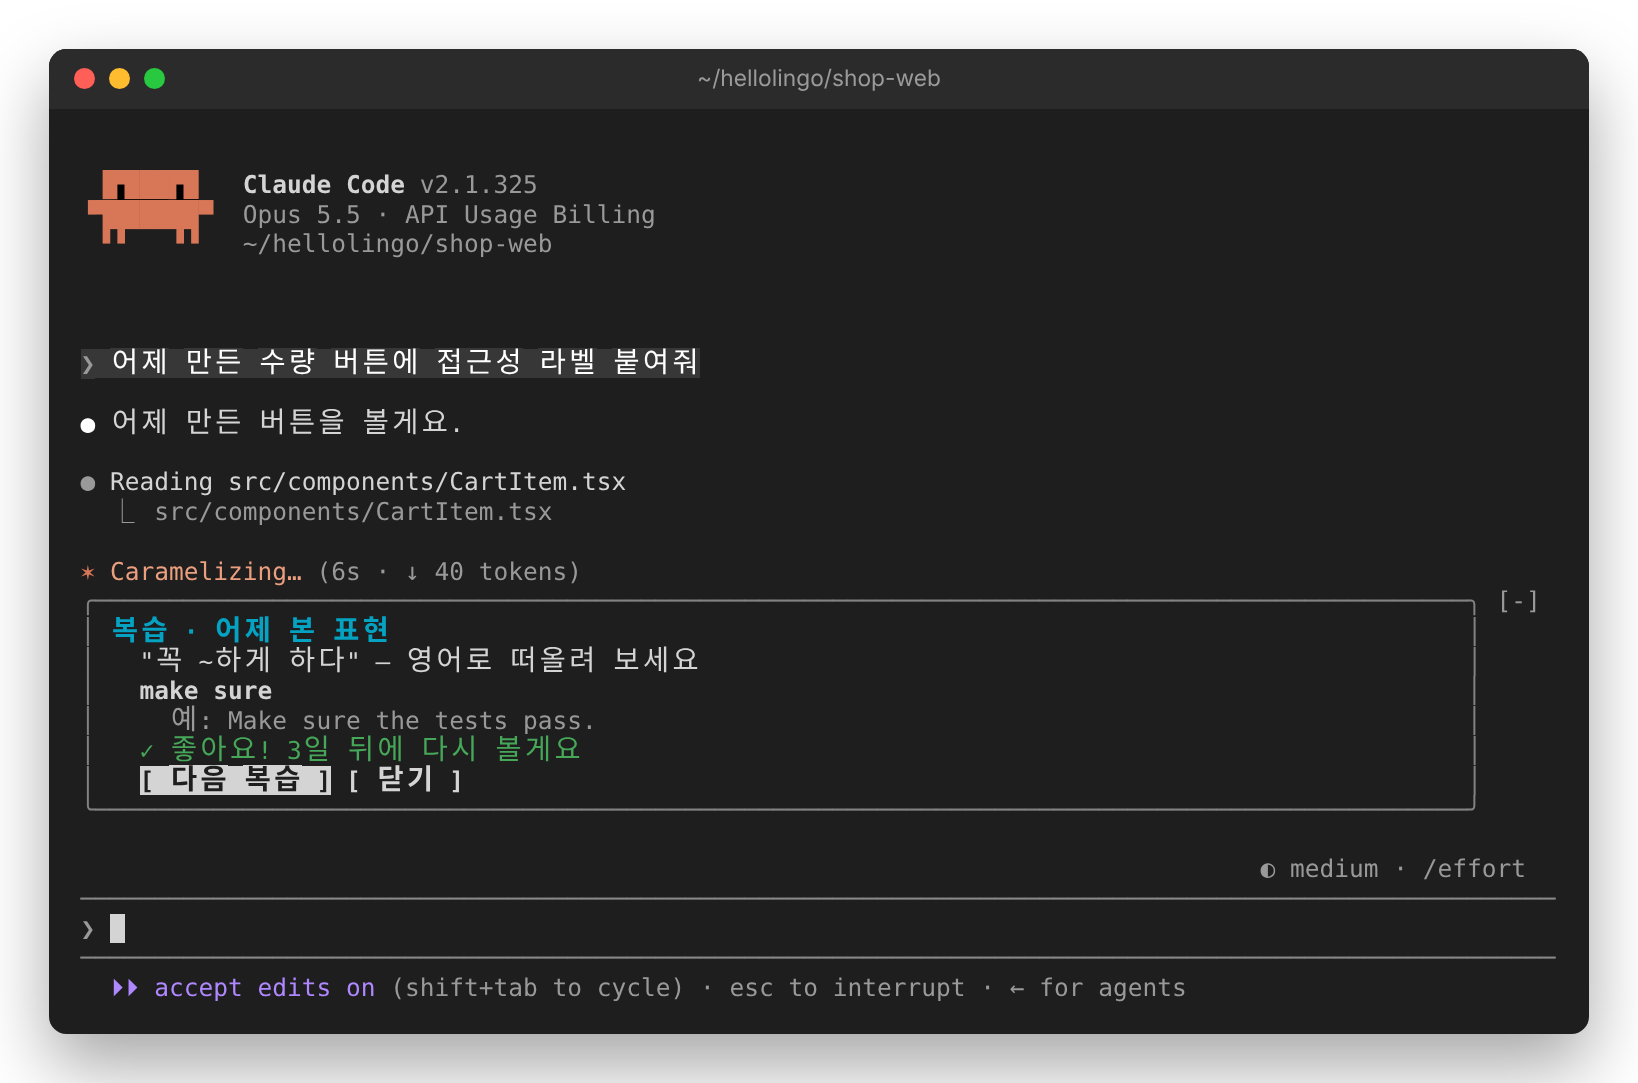 ~/hellolingo/shop-web
Claude Code v2.1.325
Opus 5.5 · API Usage Billing
~/hellolingo/shop-web
❯ 어제 만든 수량 버튼에 접근성 라벨 붙여줘
● 어제 만든 버튼을 볼게요.
● Reading src/components/CartItem.tsx
⎿ src/components/CartItem.tsx
✶ Caramelizing… (6s · ↓ 40 tokens)
[-]
복습 · 어제 본 표현
"꼭 ~하게 하다" — 영어로 떠올려 보세요
make sure
예: Make sure the tests pass.
✓ 좋아요! 3일 뒤에 다시 볼게요
[ 다음 복습 ] [ 닫기 ]
◐ medium · /effort
❯
⏵⏵ accept edits on (shift+tab to cycle) · esc to interrupt · ← for agents